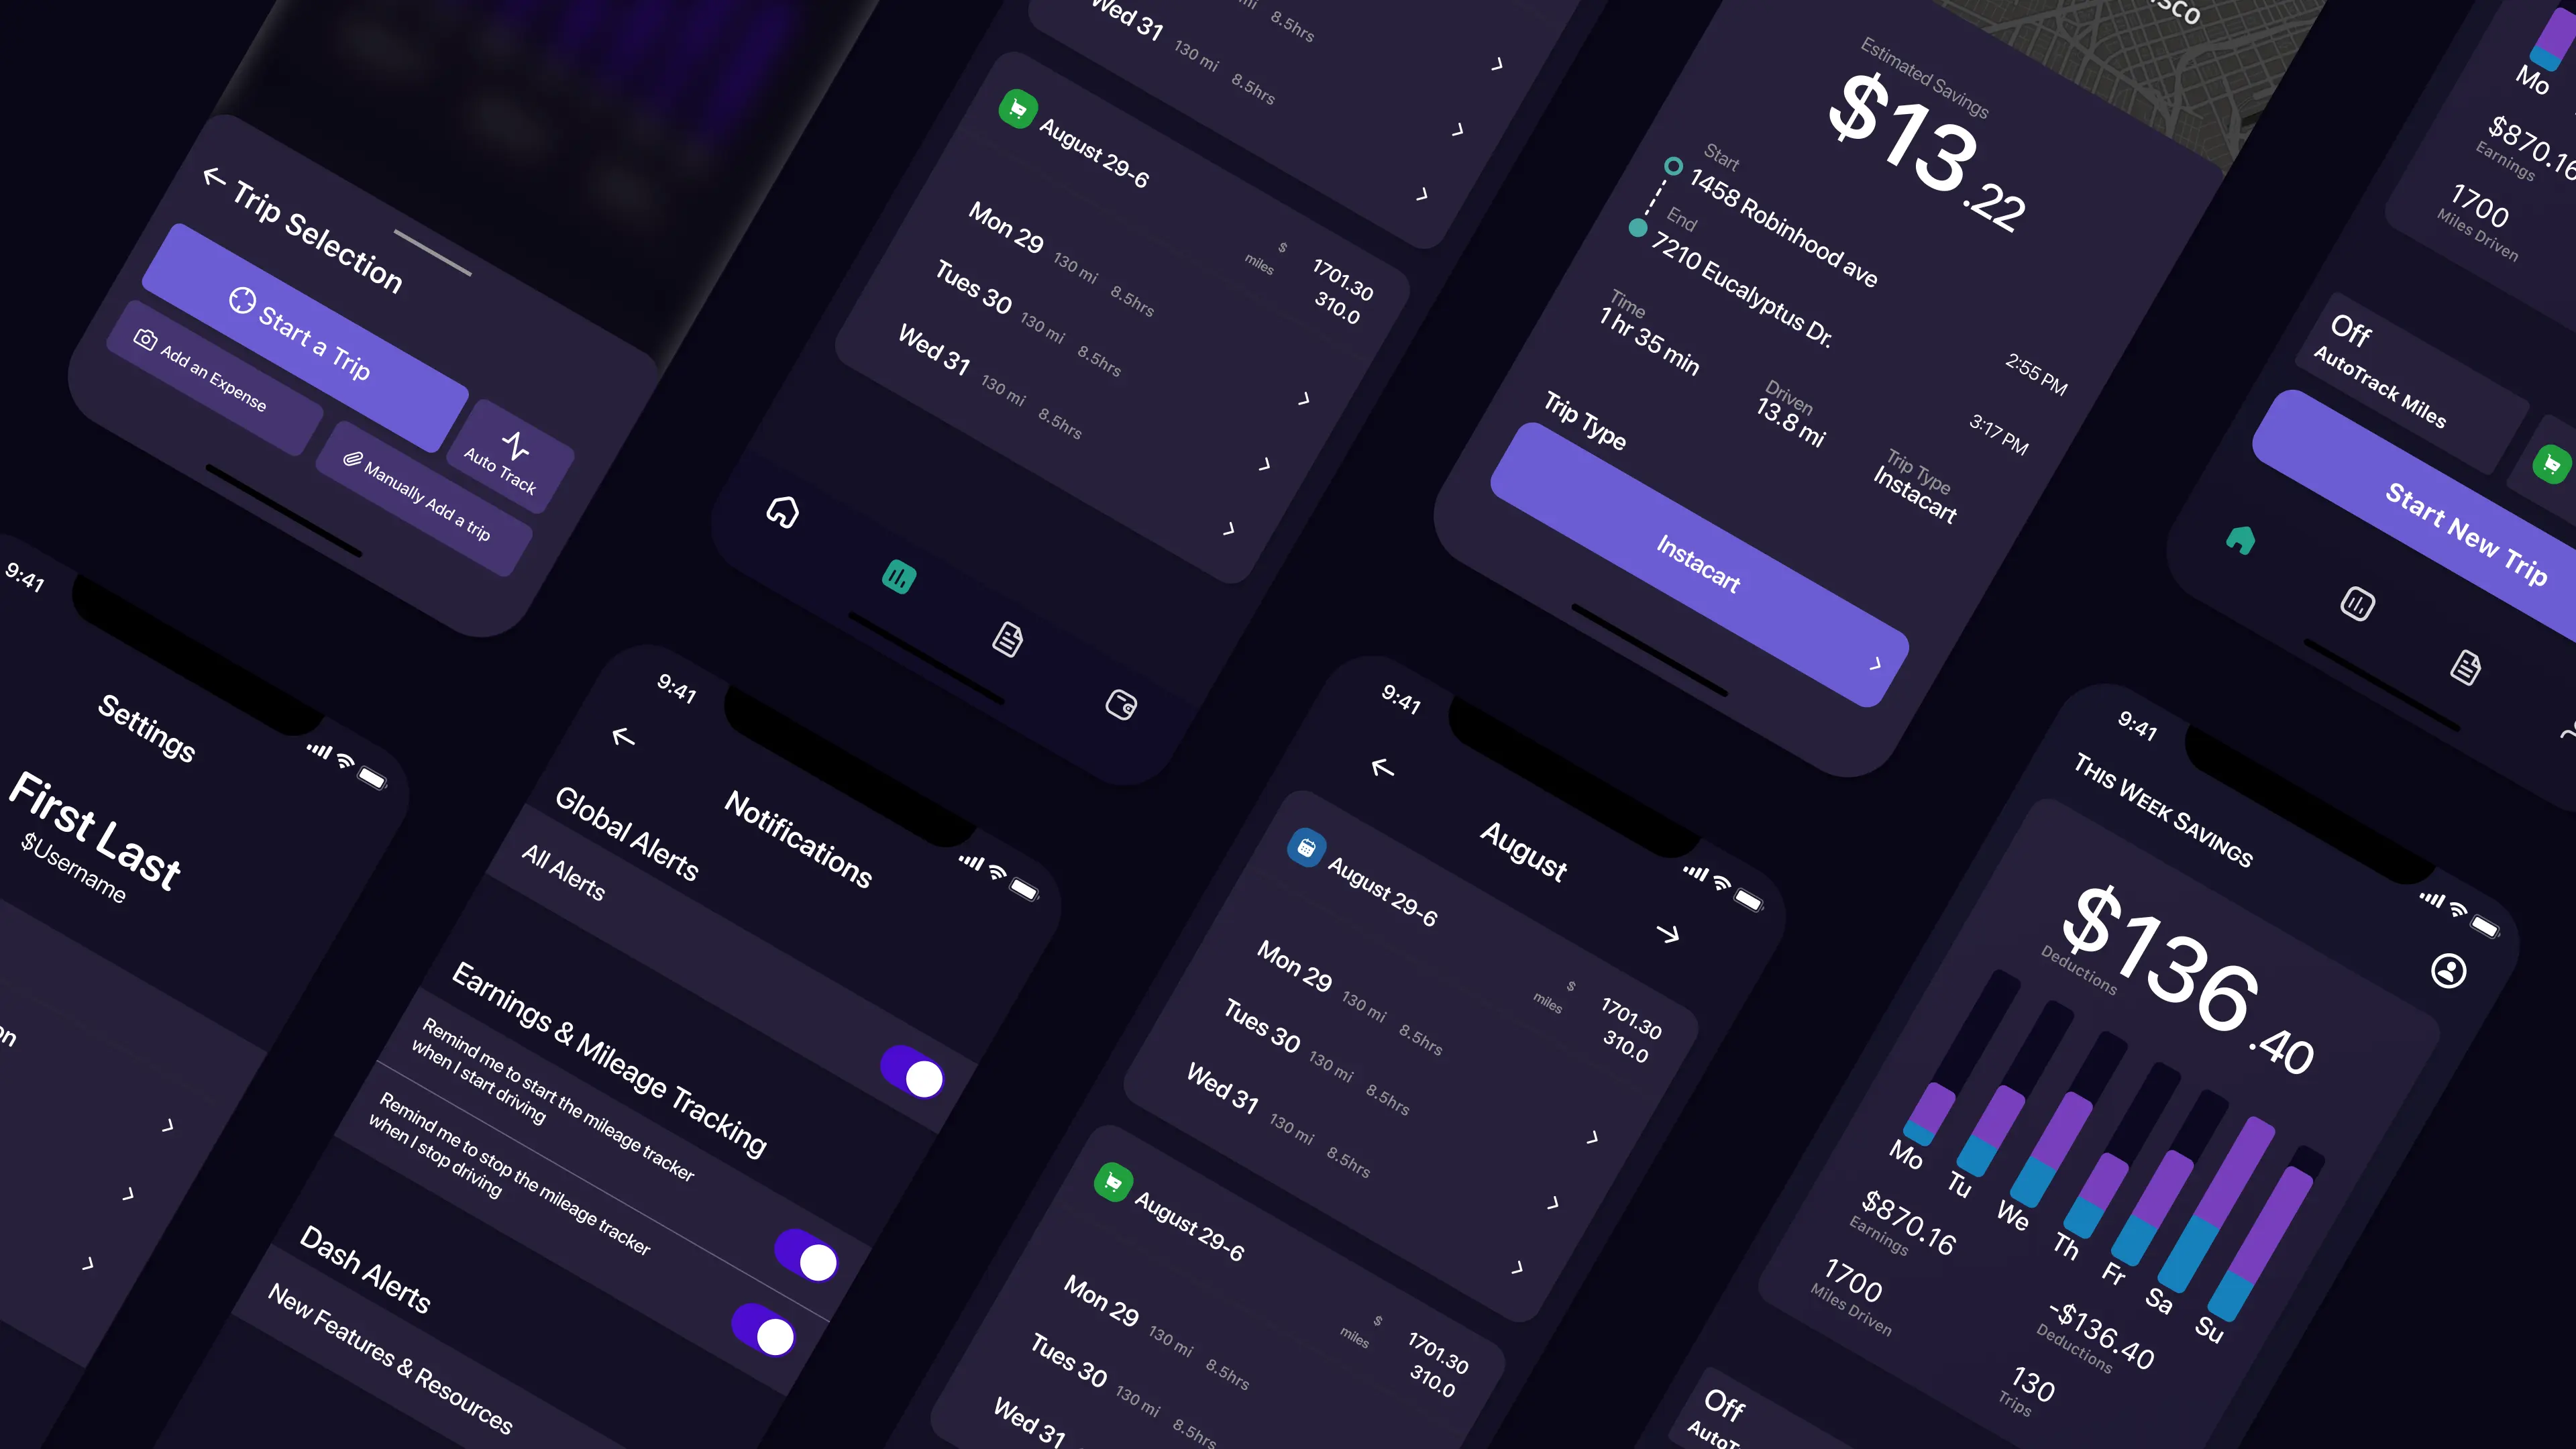 Trip Selection
Start a Trip
Add an Expense
Auto Track
Manually Add a trip
Wed 31 130 mi 8.5hrs
8.5hrs
August 29-6
$ 1701.30
miles 310.0
Mon 29 130 mi 8.5hrs
Tues 30 130 mi 8.5hrs
Wed 31 130 mi 8.5hrs
Estimated Savings
$13.22
Start
1458 Robinhood ave
2:55 PM
End
7210 Eucalyptus Dr.
3:17 PM
Time
1 hr 35 min
Driven
13.8 mi
Trip Type
Instacart
Trip Type
Instacart
Mo
$870.16
Earnings
1700
Miles Driven
Off
AutoTrack Miles
Start New Trip
9:41
Settings
First Last
$Username
9:41
Notifications
Global Alerts
All Alerts
Earnings & Mileage Tracking
Remind me to start the mileage tracker
when I start driving
Remind me to stop the mileage tracker
when I stop driving
Dash Alerts
New Features & Resources
9:41
August
August 29-6
$ 1701.30
miles 310.0
Mon 29 130 mi 8.5hrs
Tues 30 130 mi 8.5hrs
Wed 31 130 mi 8.5hrs
August 29-6
$ 1701.30
miles 310.0
Mon 29 130 mi 8.5hrs
Tues 30 130 mi 8.5hrs
Wed 31 8.5hrs
9:41
THIS WEEK SAVINGS
$136.40
Deductions
Mo Tu We Th Fr Sa Su
$870.16
Earnings
-$136.40
Deductions
1700
Miles Driven
130
Trips
Off